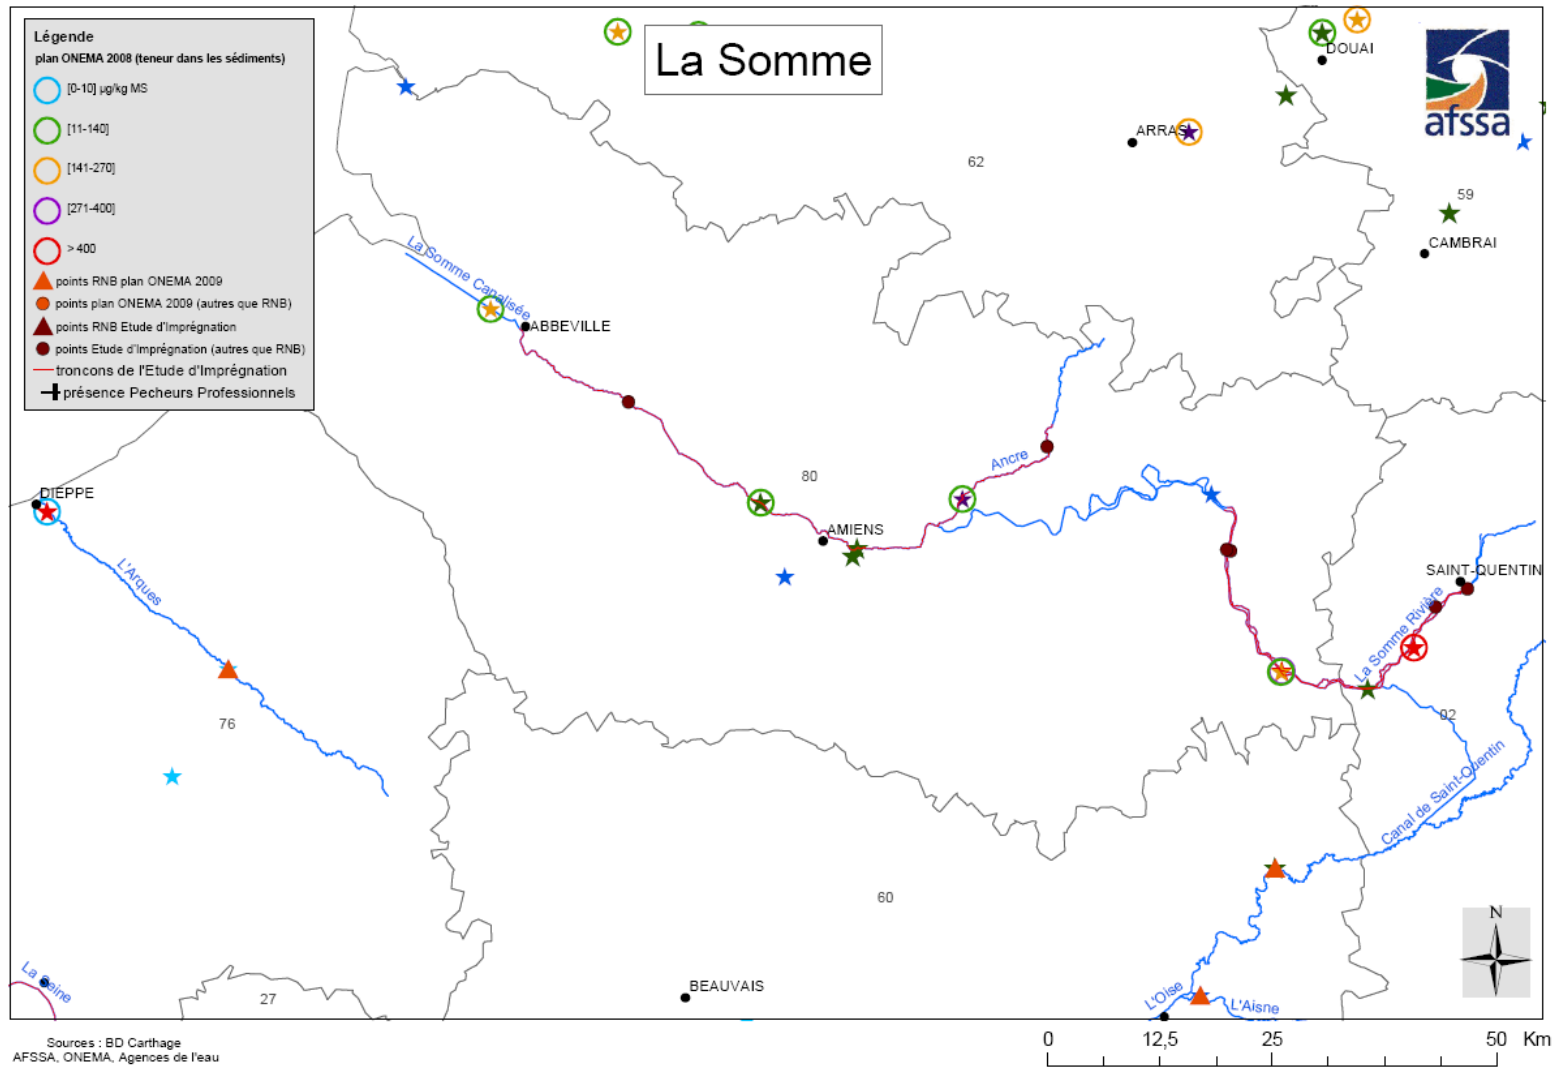 La Somme
Légende
plan ONEMA 2008 (teneur dans les sédiments)
[0-10] µg/kg MS
[11-140]
[141-270]
[271-400]
> 400
points RNB plan ONEMA 2009
points plan ONEMA 2009 (autres que RNB)
points RNB Etude d'Imprégnation
points Etude d'Imprégnation (autres que RNB)
troncons de l'Etude d'Imprégnation
présence Pecheurs Professionnels
DOUAI
afssa
ARRAS
62
59
CAMBRAI
La Somme Canalisée
ABBEVILLE
Ancre
80
DIEPPE
AMIENS
L'Arques
SAINT-QUENTIN
La Somme Rivière
76
02
Canal de Saint-Quentin
60
N
La Seine
27
BEAUVAIS
L'Oise
L'Aisne
Sources : BD Carthage
AFSSA, ONEMA, Agences de l'eau
0 12,5 25 50 Km